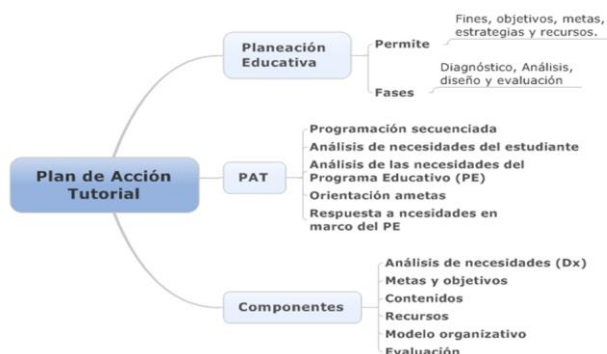 Plan de Acción
Tutorial
Planeación
Educativa
Permite
Fines, objetivos, metas,
estrategias y recursos.
Fases
Diagnóstico, Análisis,
diseño y evaluación
PAT
Programación secuenciada
Análisis de necesidades del estudiante
Análisis de las necesidades del
Programa Educativo (PE)
Orientación ametas
Respuesta a ncesidades en
marco del PE
Componentes
Análisis de necesidades (Dx)
Metas y objetivos
Contenidos
Recursos
Modelo organizativo
Evaluación